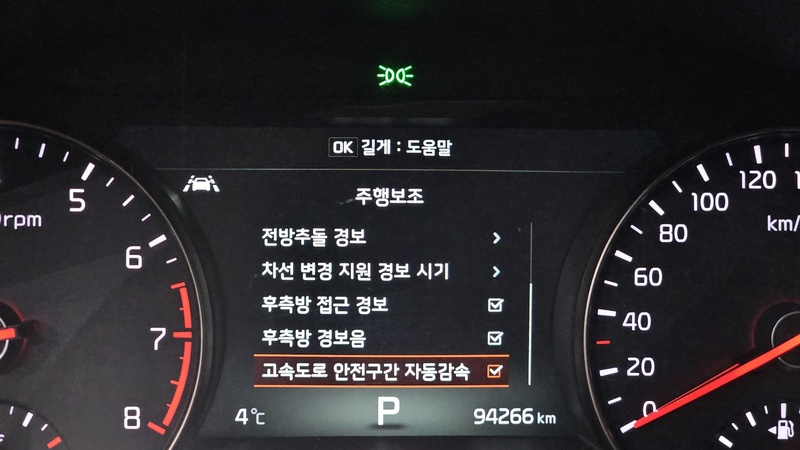 OK 길게 : 도움말
주행보조
전방추돌 경보
차선 변경 지원 경보 시기
후측방 접근 경보
후측방 경보음
고속도로 안전구간 자동감속
4℃ P 94266 km
rpm
5
6
7
8
0
20
40
60
80
100
120
km/